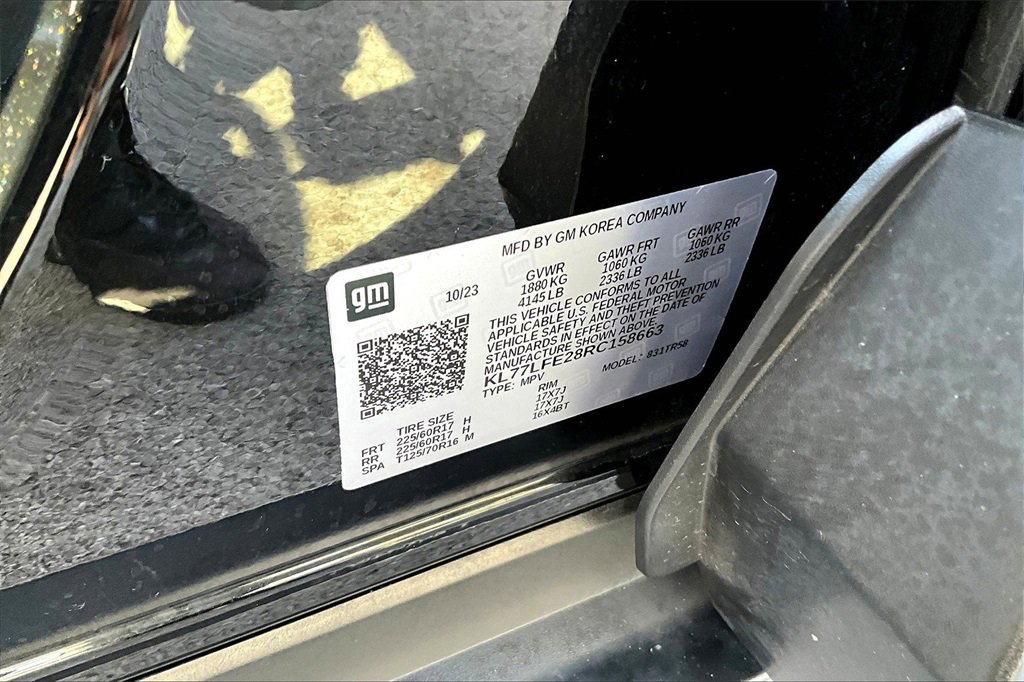 MFD BY GM KOREA COMPANY
gm
10/23
GVWR GAWR FRT GAWR RR
1880 KG 1060 KG 1060 KG
4145 LB 2336 LB 2336 LB
THIS VEHICLE CONFORMS TO ALL
APPLICABLE U.S. FEDERAL MOTOR
VEHICLE SAFETY AND THEFT PREVENTION
STANDARDS IN EFFECT ON THE DATE OF
MANUFACTURE SHOWN ABOVE.
KL77LFE28RC158663
TYPE: MPV MODEL: 831TR58
TIRE SIZE RIM
FRT 225/60R17 H 17X7J
RR 225/60R17 H 17X7J
SPA T125/70R16 M 16X4BT